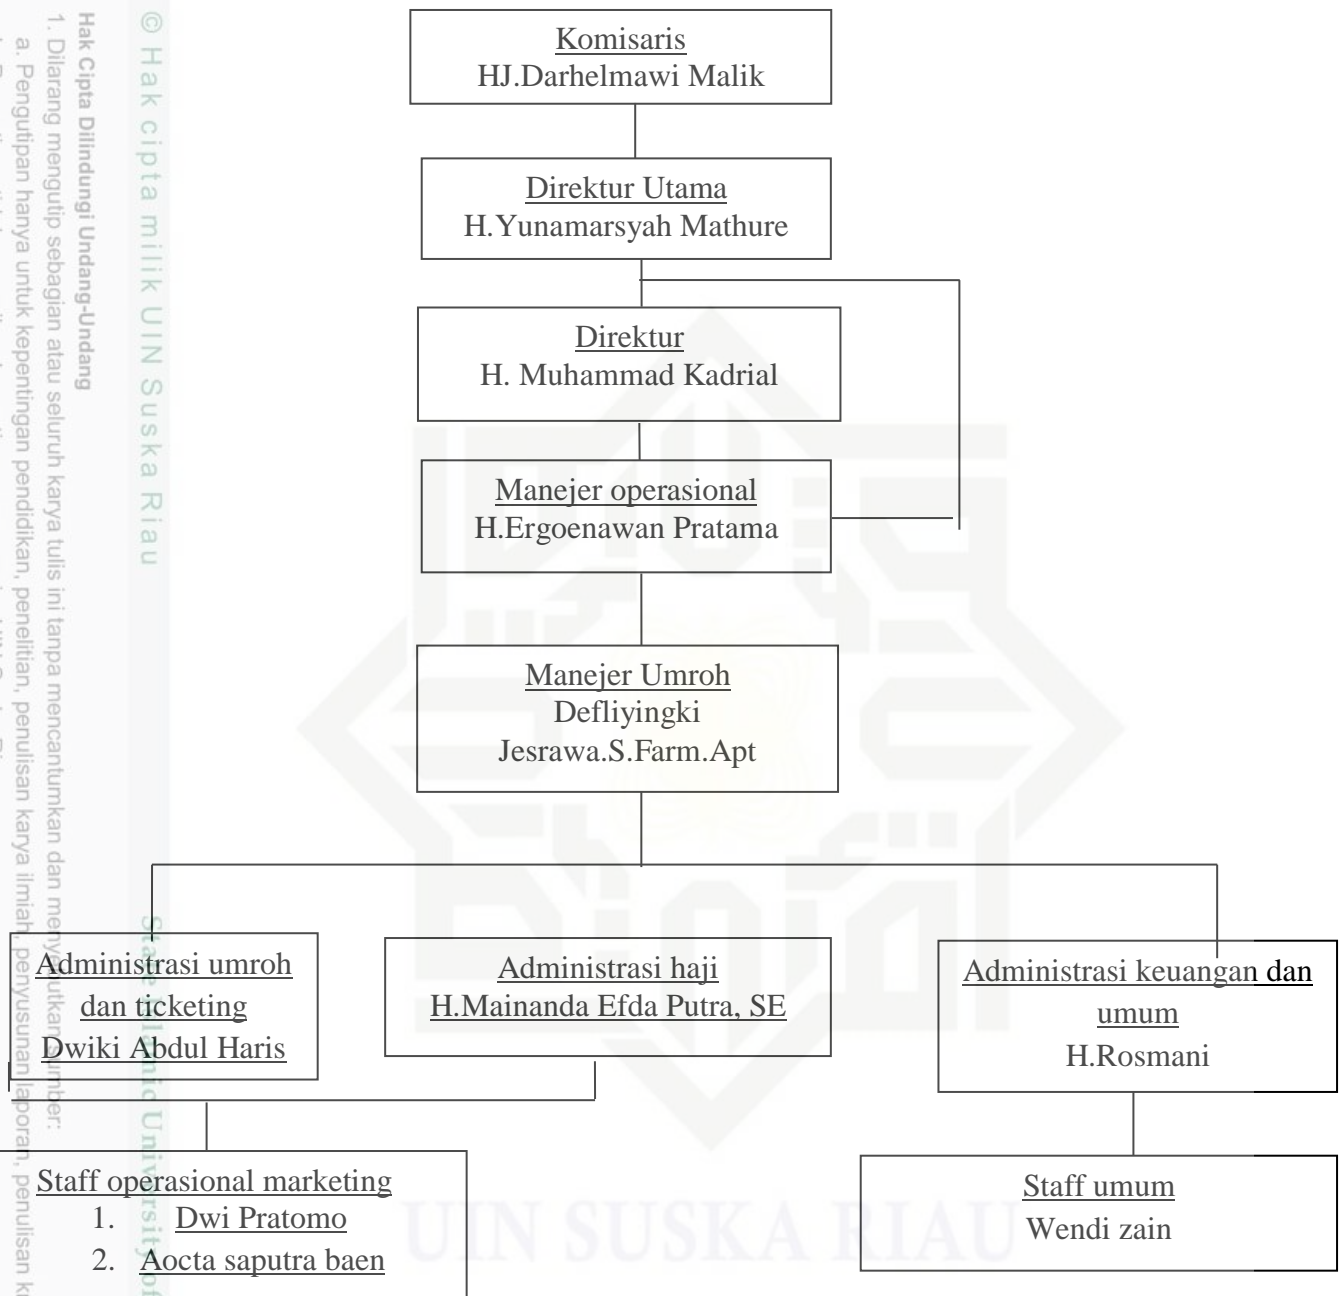 Komisaris
HJ.Darhelmawi Malik
Direktur Utama
H.Yunamarsyah Mathure
Direktur
H. Muhammad Kadrial
Manejer operasional
H.Ergoenawan Pratama
Manejer Umroh
Defliyingki
Jesrawa.S.Farm.Apt
Administrasi umroh
dan ticketing
Dwiki Abdul Haris
Administrasi haji
H.Mainanda Efda Putra, SE
Administrasi keuangan dan
umum
H.Rosmani
Staff operasional marketing
1. Dwi Pratomo
2. Aocta saputra baen
Staff umum
Wendi zain
UIN SUSKA RIAU
© Hak cipta milik UIN Suska Riau
State Islamic University of
Hak Cipta Dilindungi Undang-Undang
1. Dilarang mengutip sebagian atau seluruh karya tulis ini tanpa mencantumkan dan menyebutkan sumber:
a. Pengutipan hanya untuk kepentingan pendidikan, penelitian, penulisan karya ilmiah, penyusunan laporan, penulisan